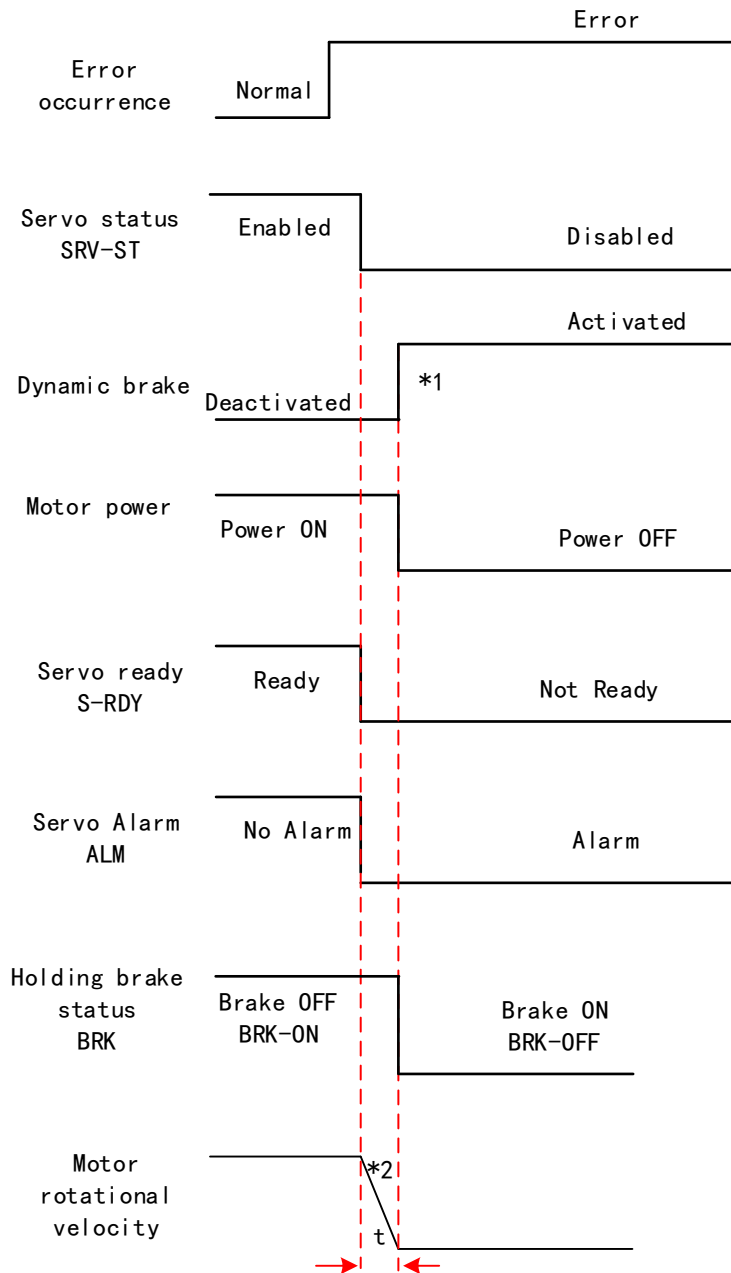 Error
Error
occurrence
Normal
Servo status
SRV-ST
Enabled
Disabled
Activated
Dynamic brake
Deactivated
*1
Motor power
Power ON
Power OFF
Servo ready
S-RDY
Ready
Not Ready
Servo Alarm
ALM
No Alarm
Alarm
Holding brake
status
BRK
Brake OFF
BRK-ON
Brake ON
BRK-OFF
Motor
rotational
velocity
*2
t